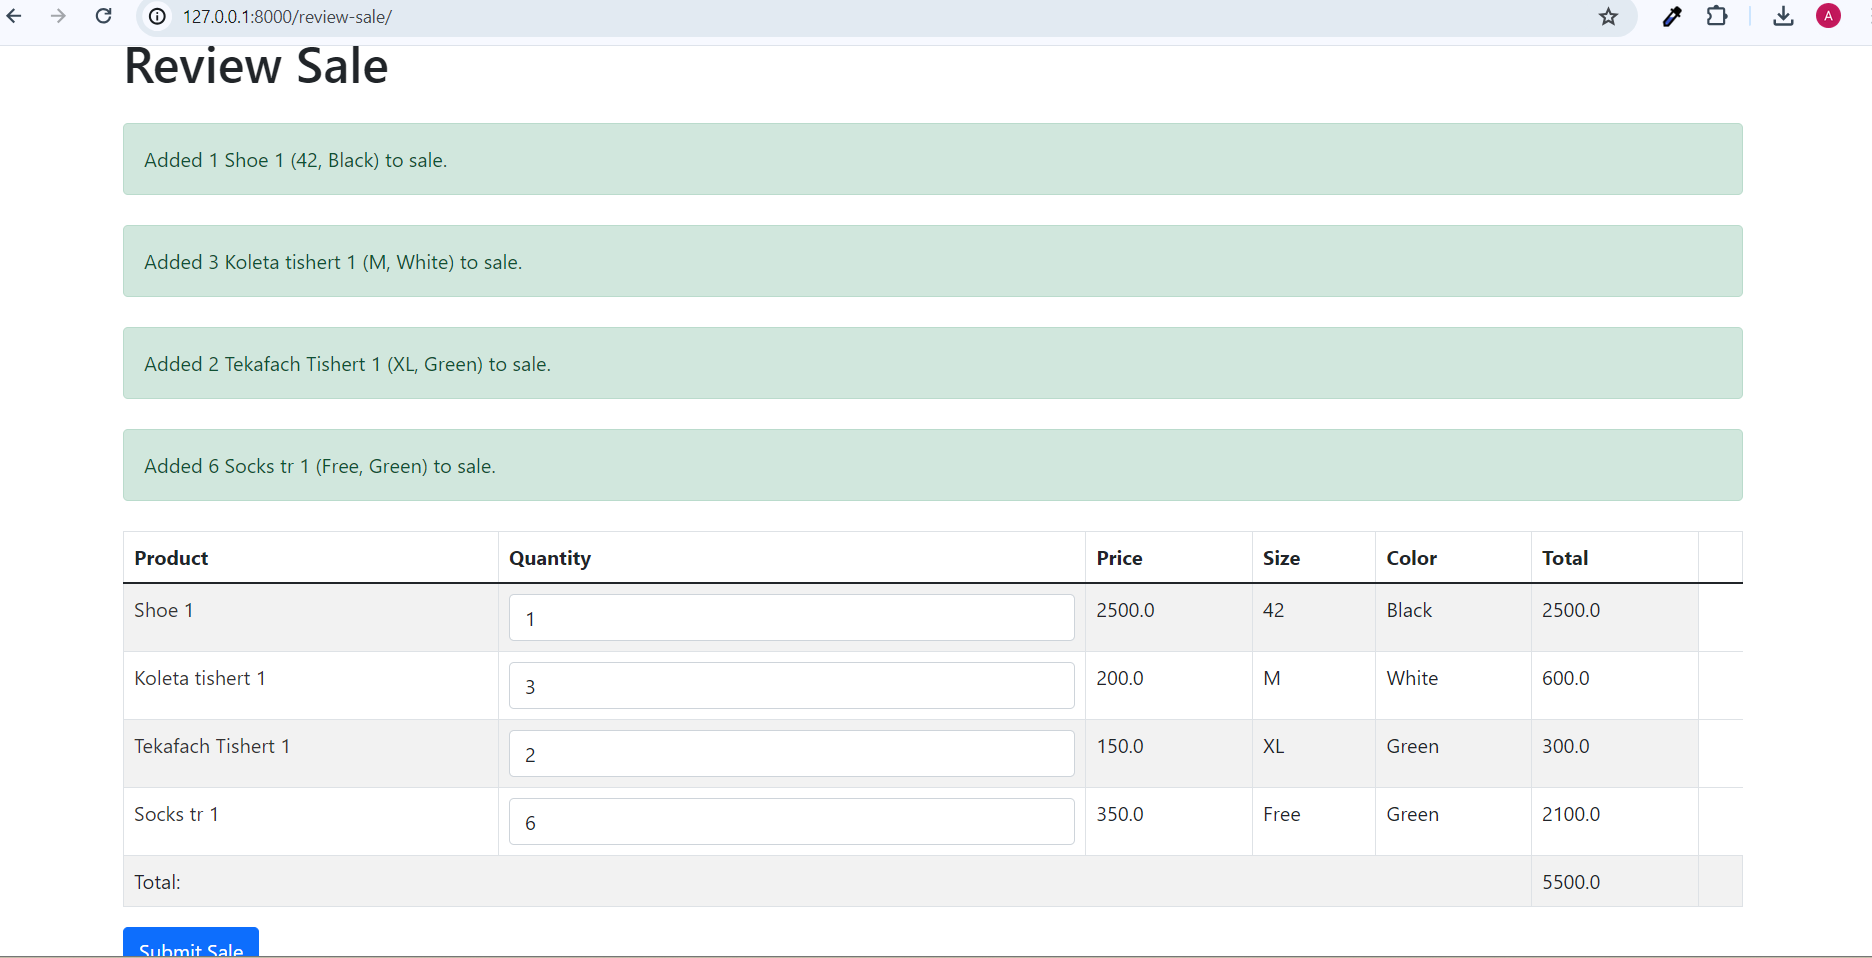 127.0.0.1:8000/review-sale/
A
Review Sale
Added 1 Shoe 1 (42, Black) to sale.
Added 3 Koleta tishert 1 (M, White) to sale.
Added 2 Tekafach Tishert 1 (XL, Green) to sale.
Added 6 Socks tr 1 (Free, Green) to sale.
Product Quantity Price Size Color Total
Shoe 1 1 2500.0 42 Black 2500.0
Koleta tishert 1 3 200.0 M White 600.0
Tekafach Tishert 1 2 150.0 XL Green 300.0
Socks tr 1 6 350.0 Free Green 2100.0
Total: 5500.0
Submit Sale